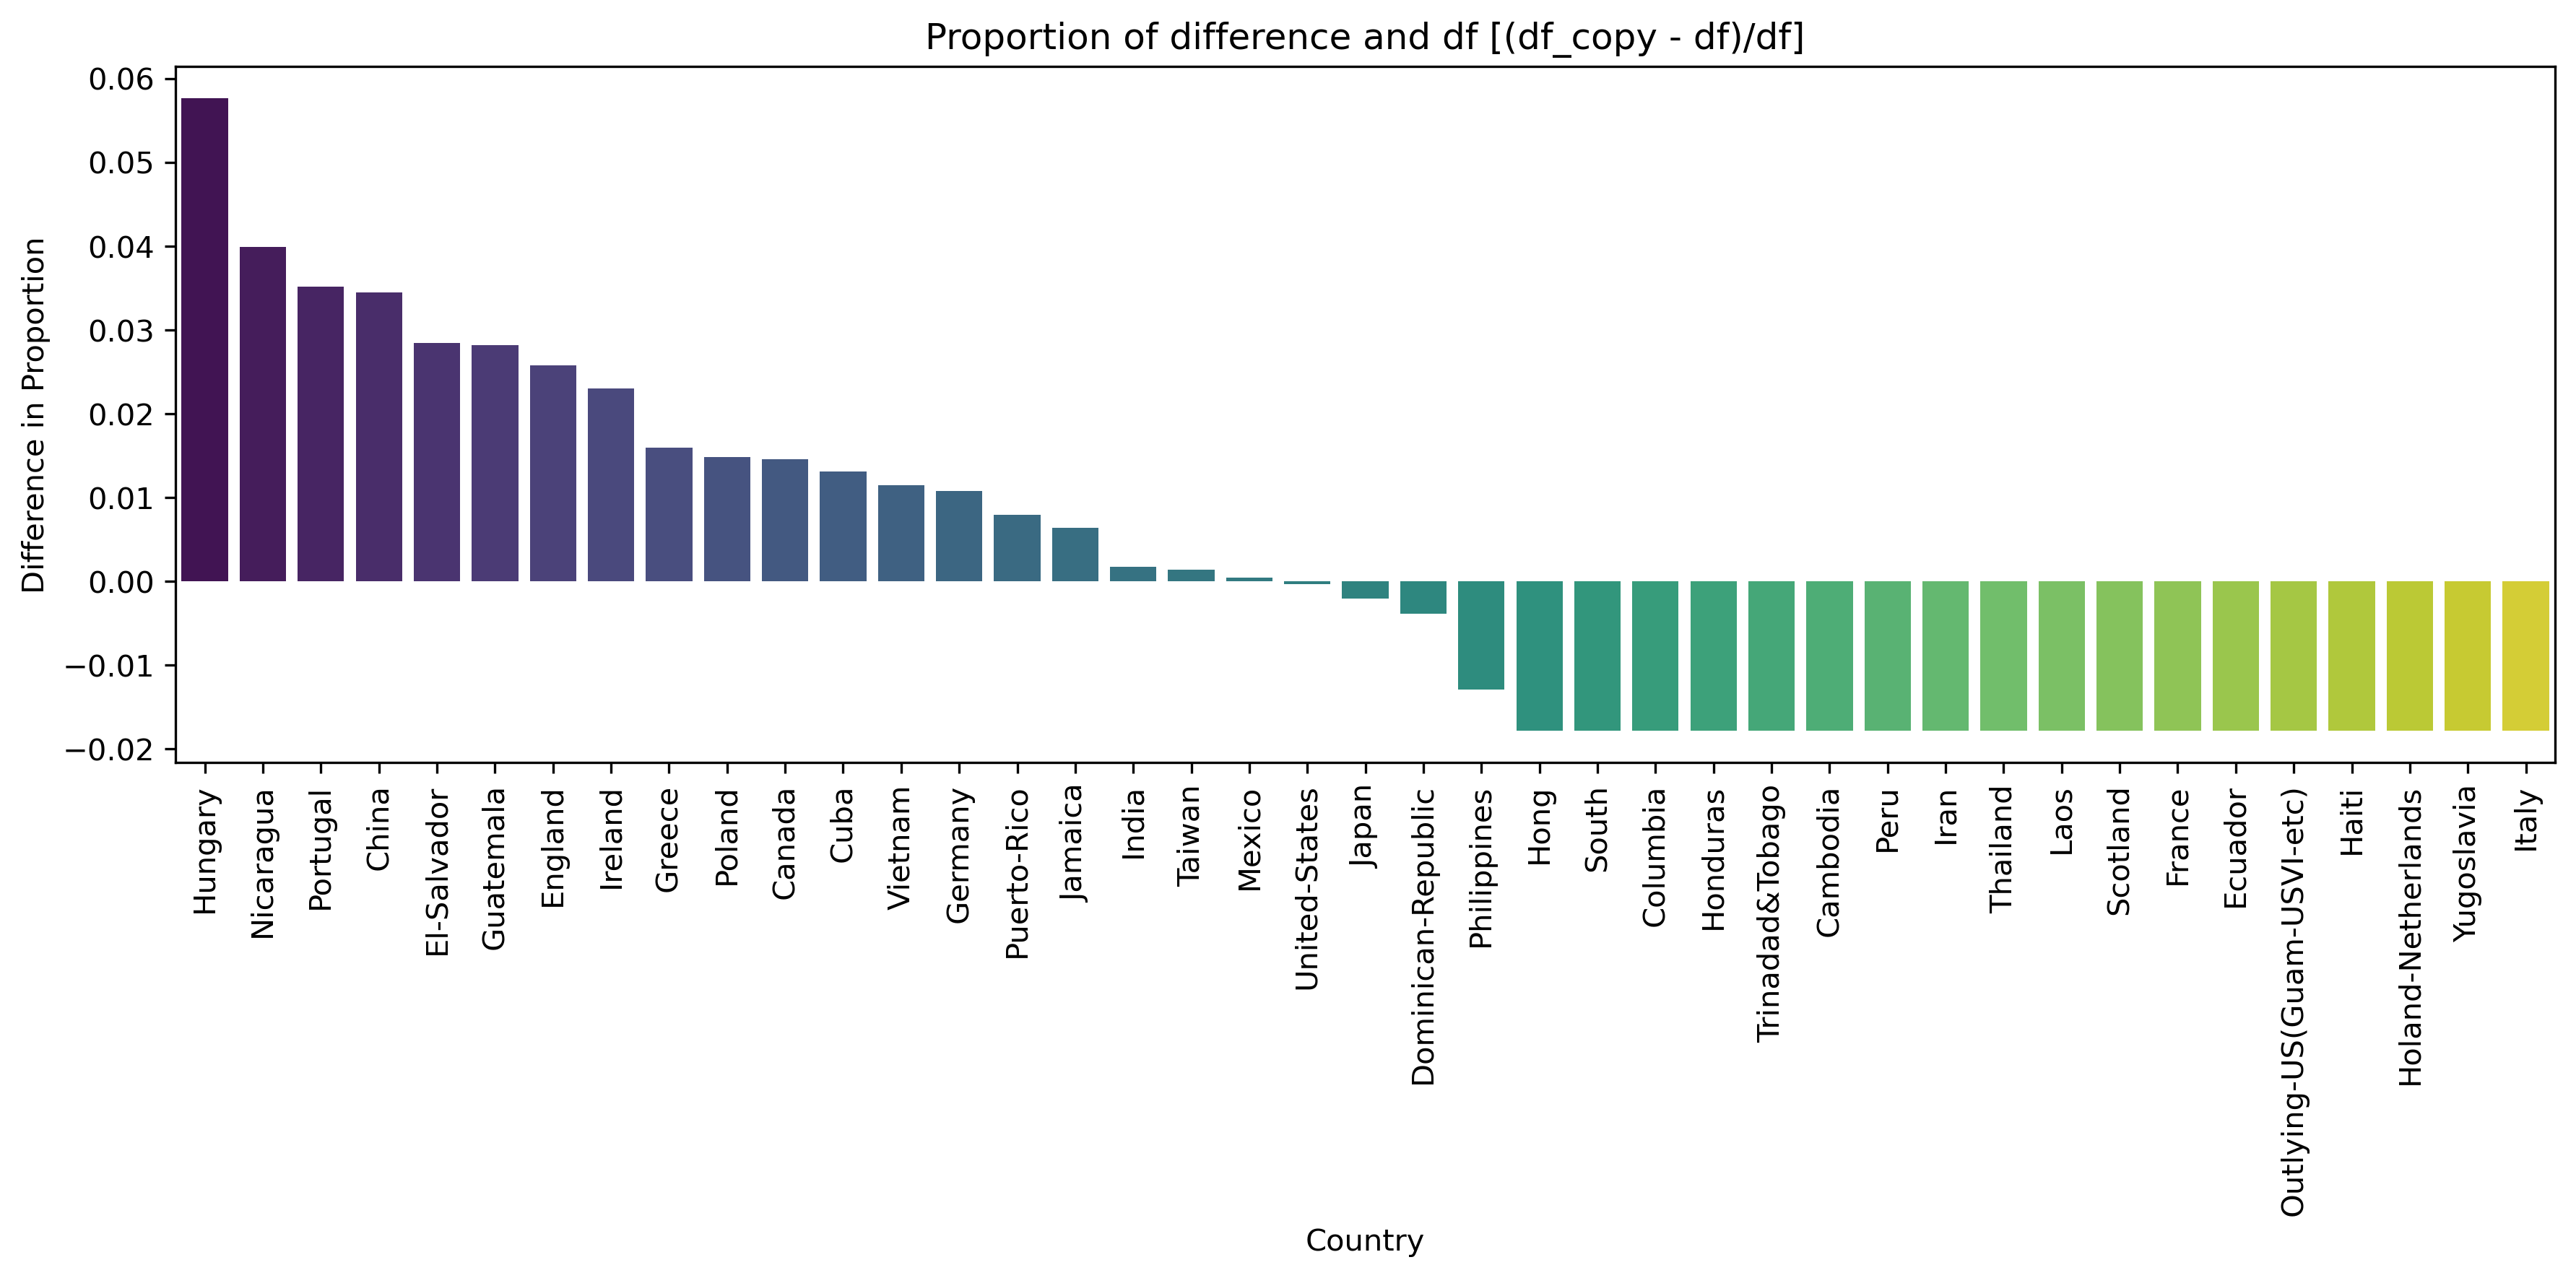 Proportion of difference and df [(df_copy - df)/df]
Difference in Proportion
0.06
0.05
0.04
0.03
0.02
0.01
0.00
−0.01
−0.02
Hungary
Nicaragua
Portugal
China
El-Salvador
Guatemala
England
Ireland
Greece
Poland
Canada
Cuba
Vietnam
Germany
Puerto-Rico
Jamaica
India
Taiwan
Mexico
United-States
Japan
Dominican-Republic
Philippines
Hong
South
Columbia
Honduras
Trinadad&Tobago
Cambodia
Peru
Iran
Thailand
Laos
Scotland
France
Ecuador
Outlying-US(Guam-USVI-etc)
Haiti
Holand-Netherlands
Yugoslavia
Italy
Country